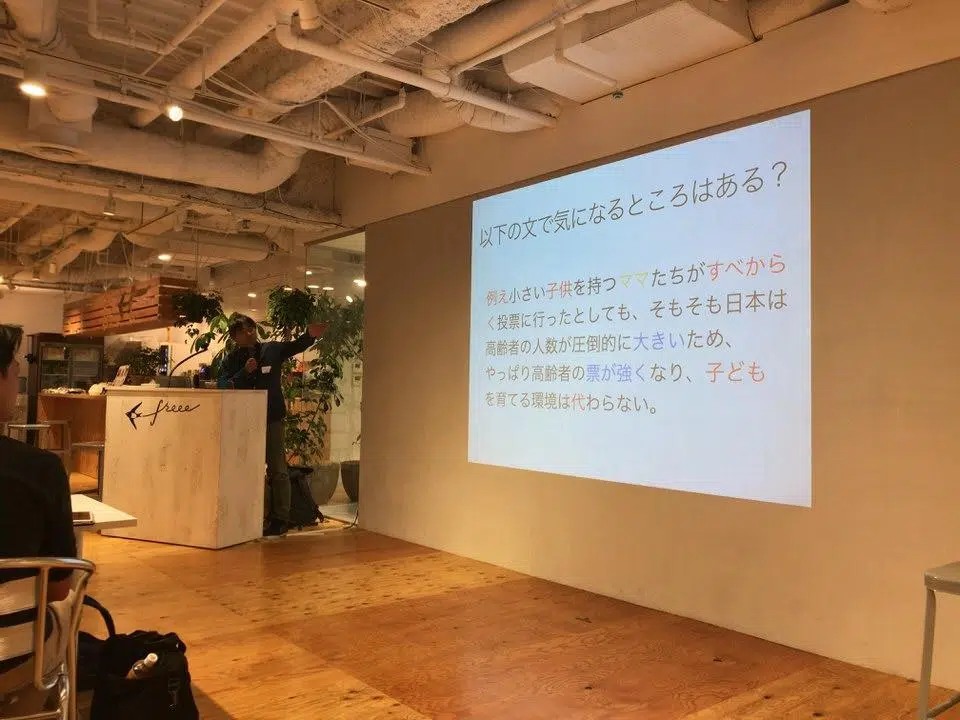 以下の文で気になるところはある？
例え小さい子供を持つママたちがすべから
く投票に行ったとしても、そもそも日本は
高齢者の人数が圧倒的に大きいため、
やっぱり高齢者の票が強くなり、子ども
を育てる環境は代わらない。
freee